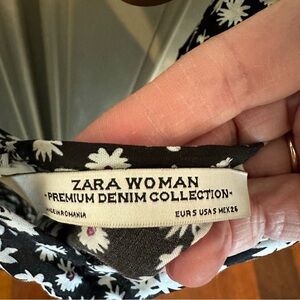 ZARA WOMAN
-PREMIUM DENIM COLLECTION-
MADE IN ROMANIA EUR S USA S MEX 26